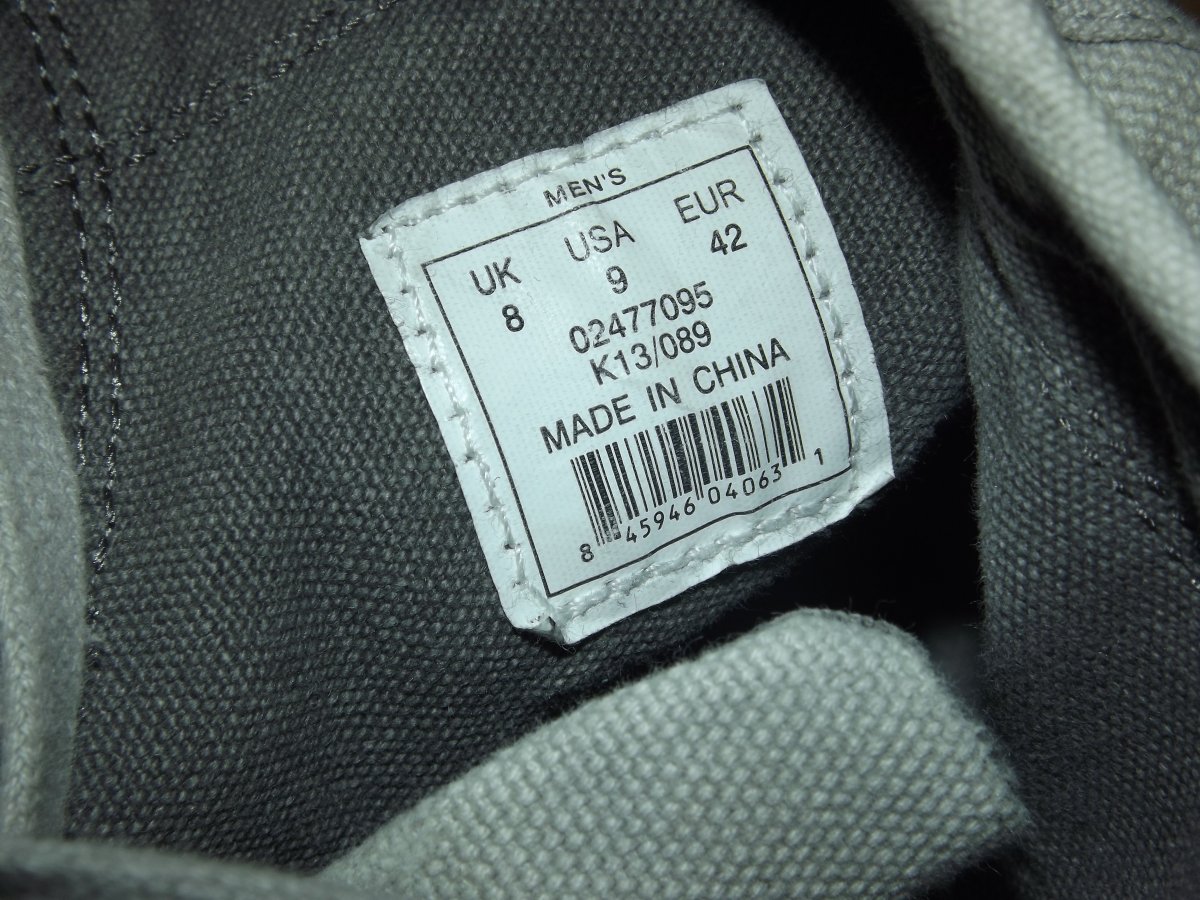 MEN'S
UK USA EUR
8 9 42
02477095
K13/089
MADE IN CHINA
8 45946 04063 1